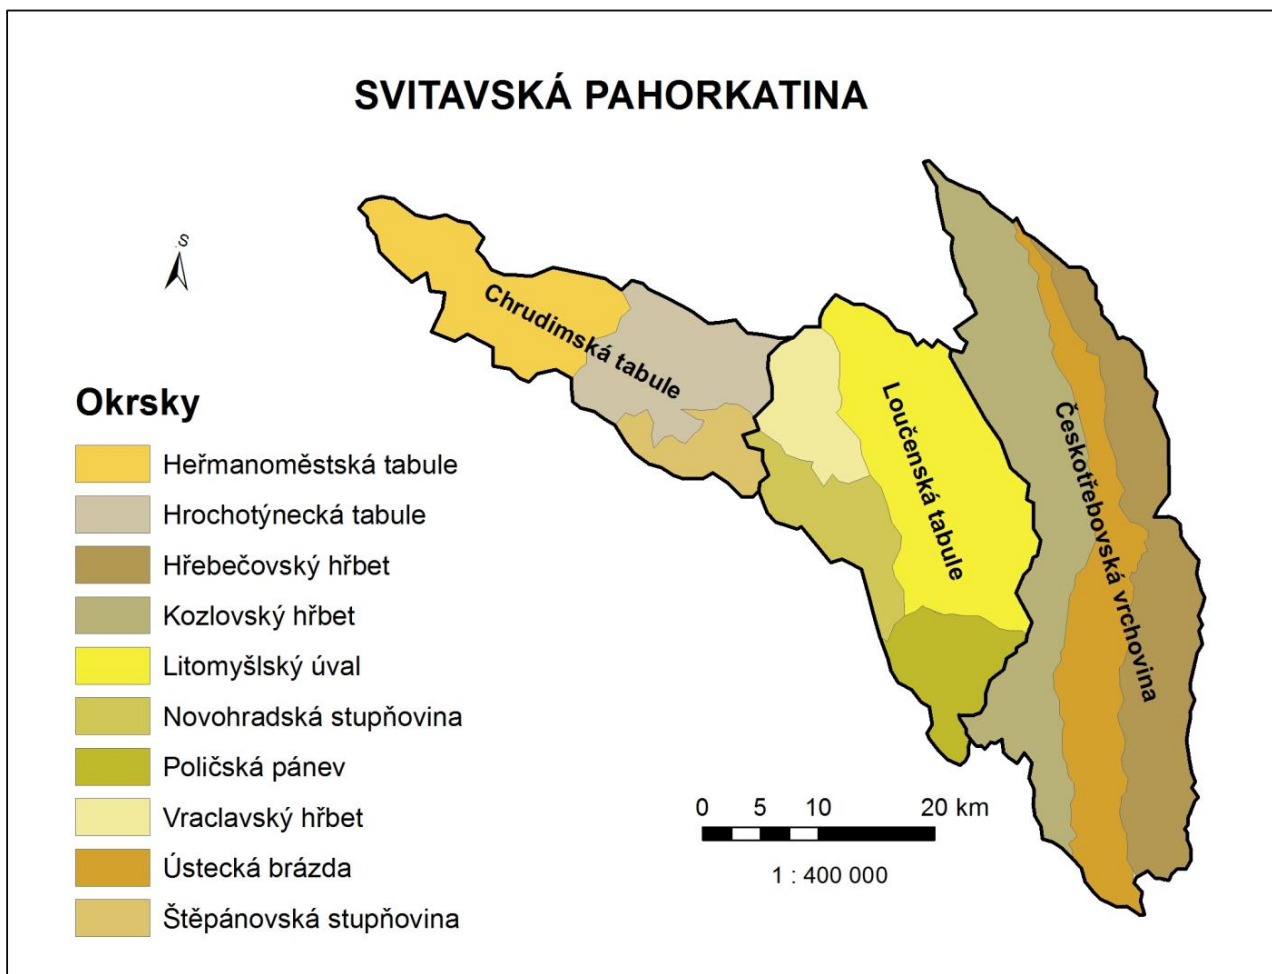 SVITAVSKÁ PAHORKATINA
S
Chrudimská tabule
Loučenská tabule
Českotřebovská vrchovina
Okrsky
Heřmanoměstská tabule
Hrochotýnecká tabule
Hřebečovský hřbet
Kozlovský hřbet
Litomyšlský úval
Novohradská stupňovina
Poličská pánev
Vraclavský hřbet
Ústecká brázda
Štěpánovská stupňovina
0 5 10 20 km
1 : 400 000